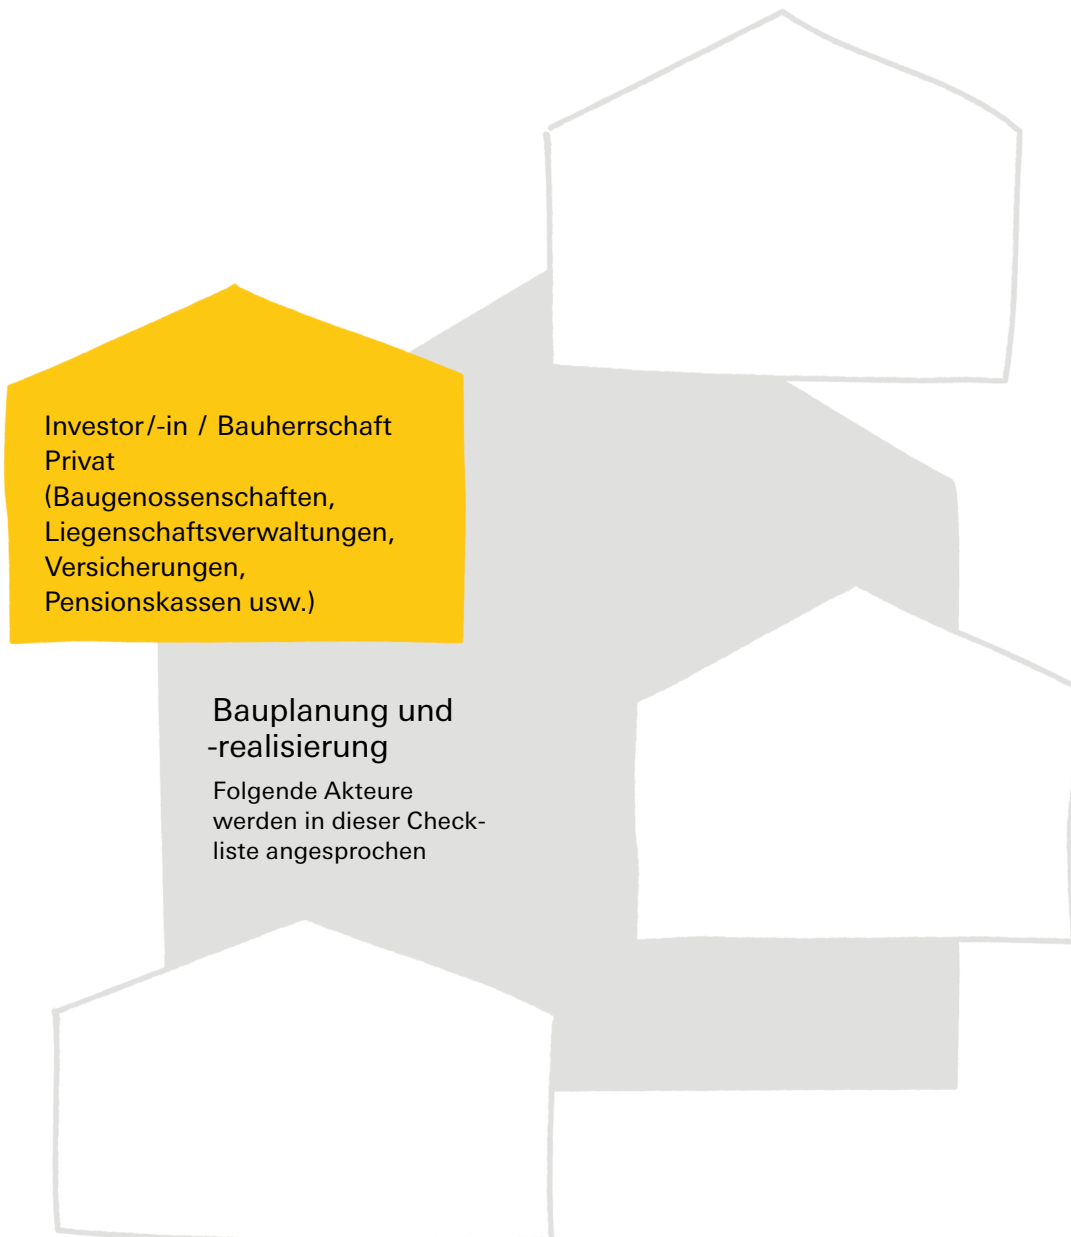 Investor/-in / Bauherrschaft
Privat
(Baugenossenschaften,
Liegenschaftsverwaltungen,
Versicherungen,
Pensionskassen usw.)
Bauplanung und
-realisierung
Folgende Akteure
werden in dieser Check-
liste angesprochen